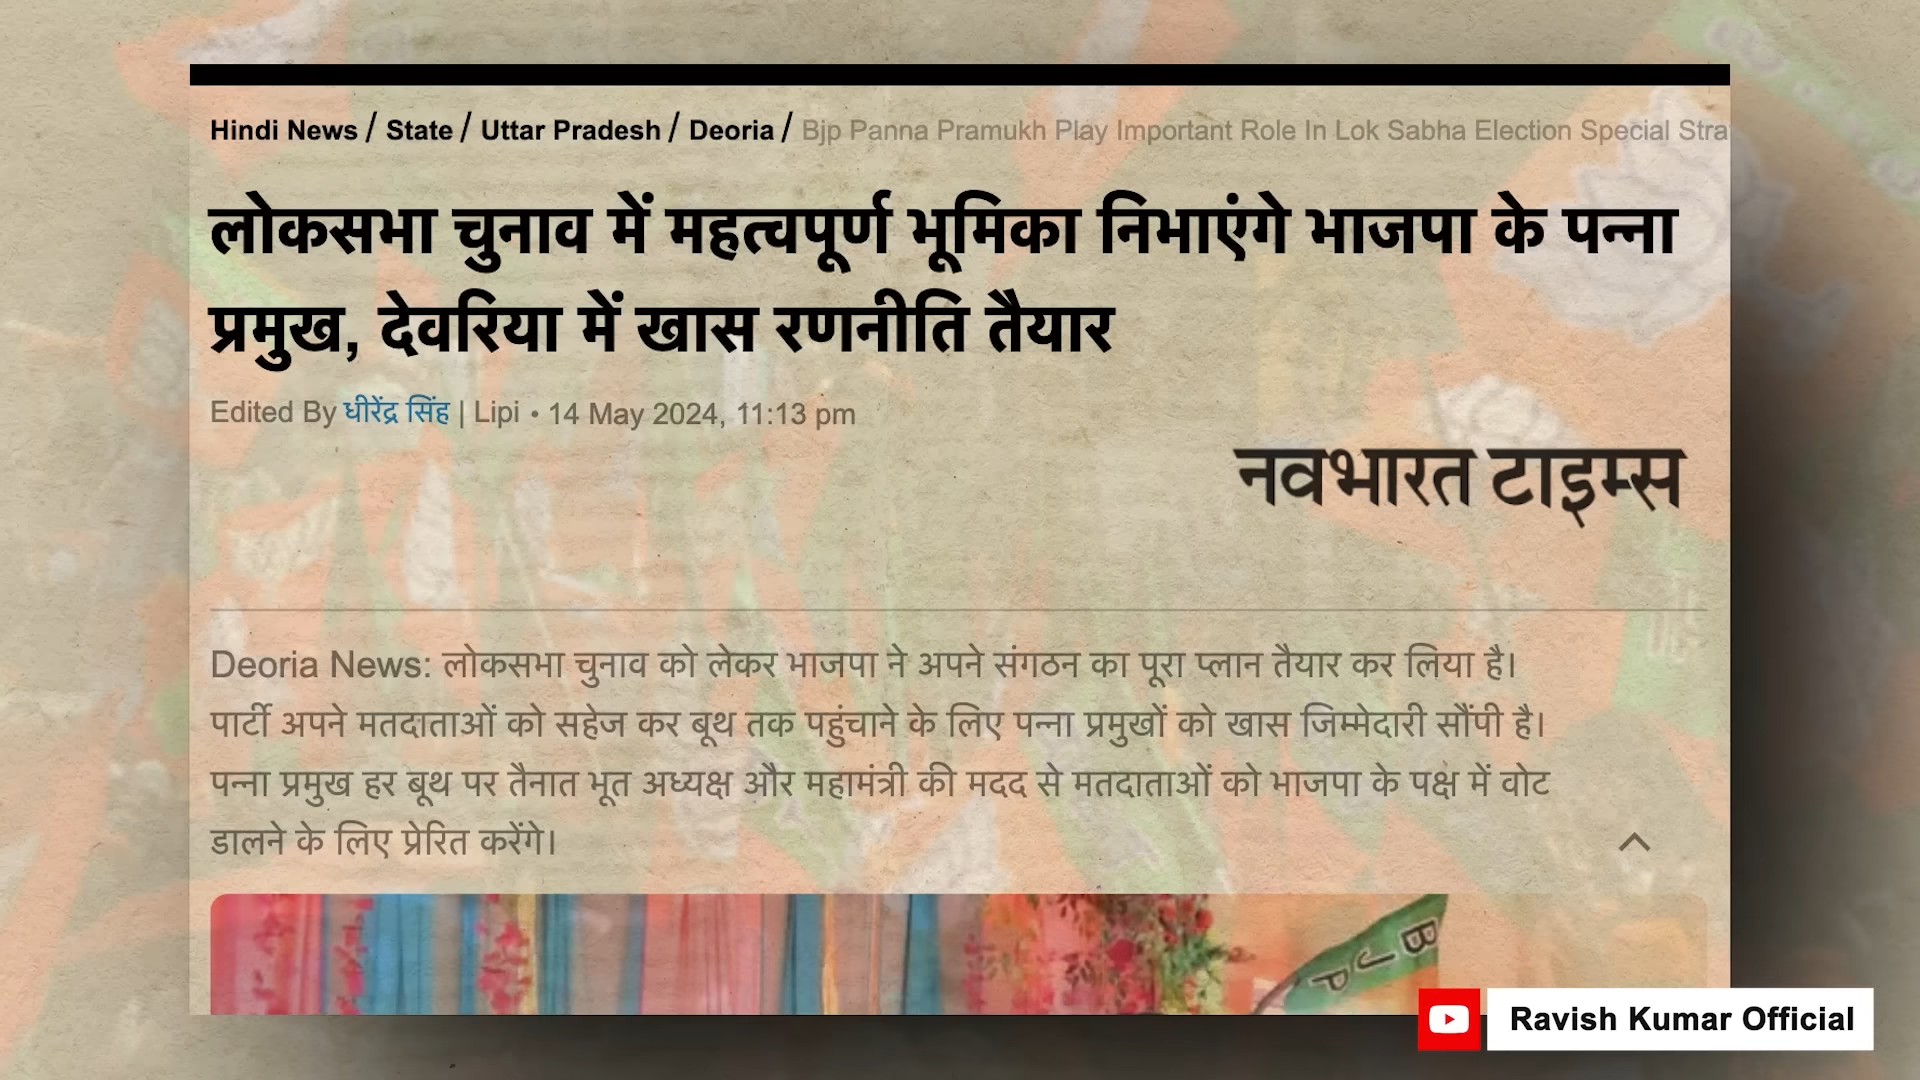 Hindi News / State / Uttar Pradesh / Deoria / Bjp Panna Pramukh Play Important Role In Lok Sabha Election Special Stra
लोकसभा चुनाव में महत्वपूर्ण भूमिका निभाएंगे भाजपा के पन्ना
प्रमुख, देवरिया में खास रणनीति तैयार
Edited By धीरेंद्र सिंह | Lipi • 14 May 2024, 11:13 pm
नवभारत टाइम्स
Deoria News: लोकसभा चुनाव को लेकर भाजपा ने अपने संगठन का पूरा प्लान तैयार कर लिया है।
पार्टी अपने मतदाताओं को सहेज कर बूथ तक पहुंचाने के लिए पन्ना प्रमुखों को खास जिम्मेदारी सौंपी है।
पन्ना प्रमुख हर बूथ पर तैनात भूत अध्यक्ष और महामंत्री की मदद से मतदाताओं को भाजपा के पक्ष में वोट
डालने के लिए प्रेरित करेंगे।
BJP
Ravish Kumar Official